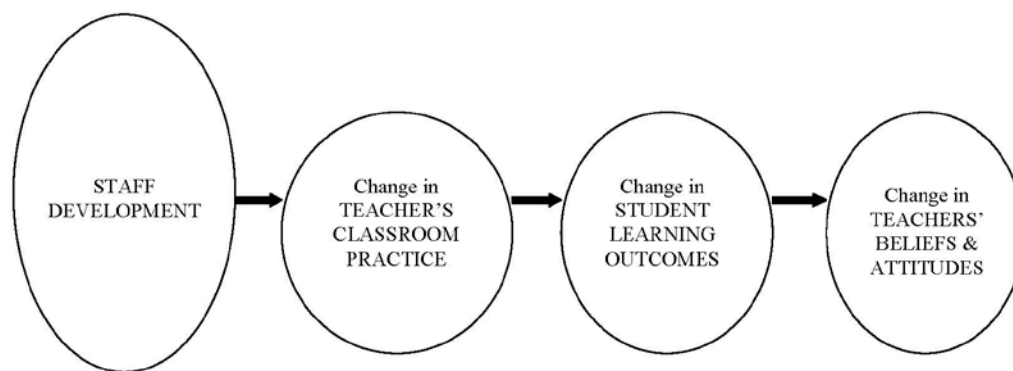 STAFF
DEVELOPMENT
Change in
TEACHER’S
CLASSROOM
PRACTICE
Change in
STUDENT
LEARNING
OUTCOMES
Change in
TEACHERS’
BELIEFS &
ATTITUDES